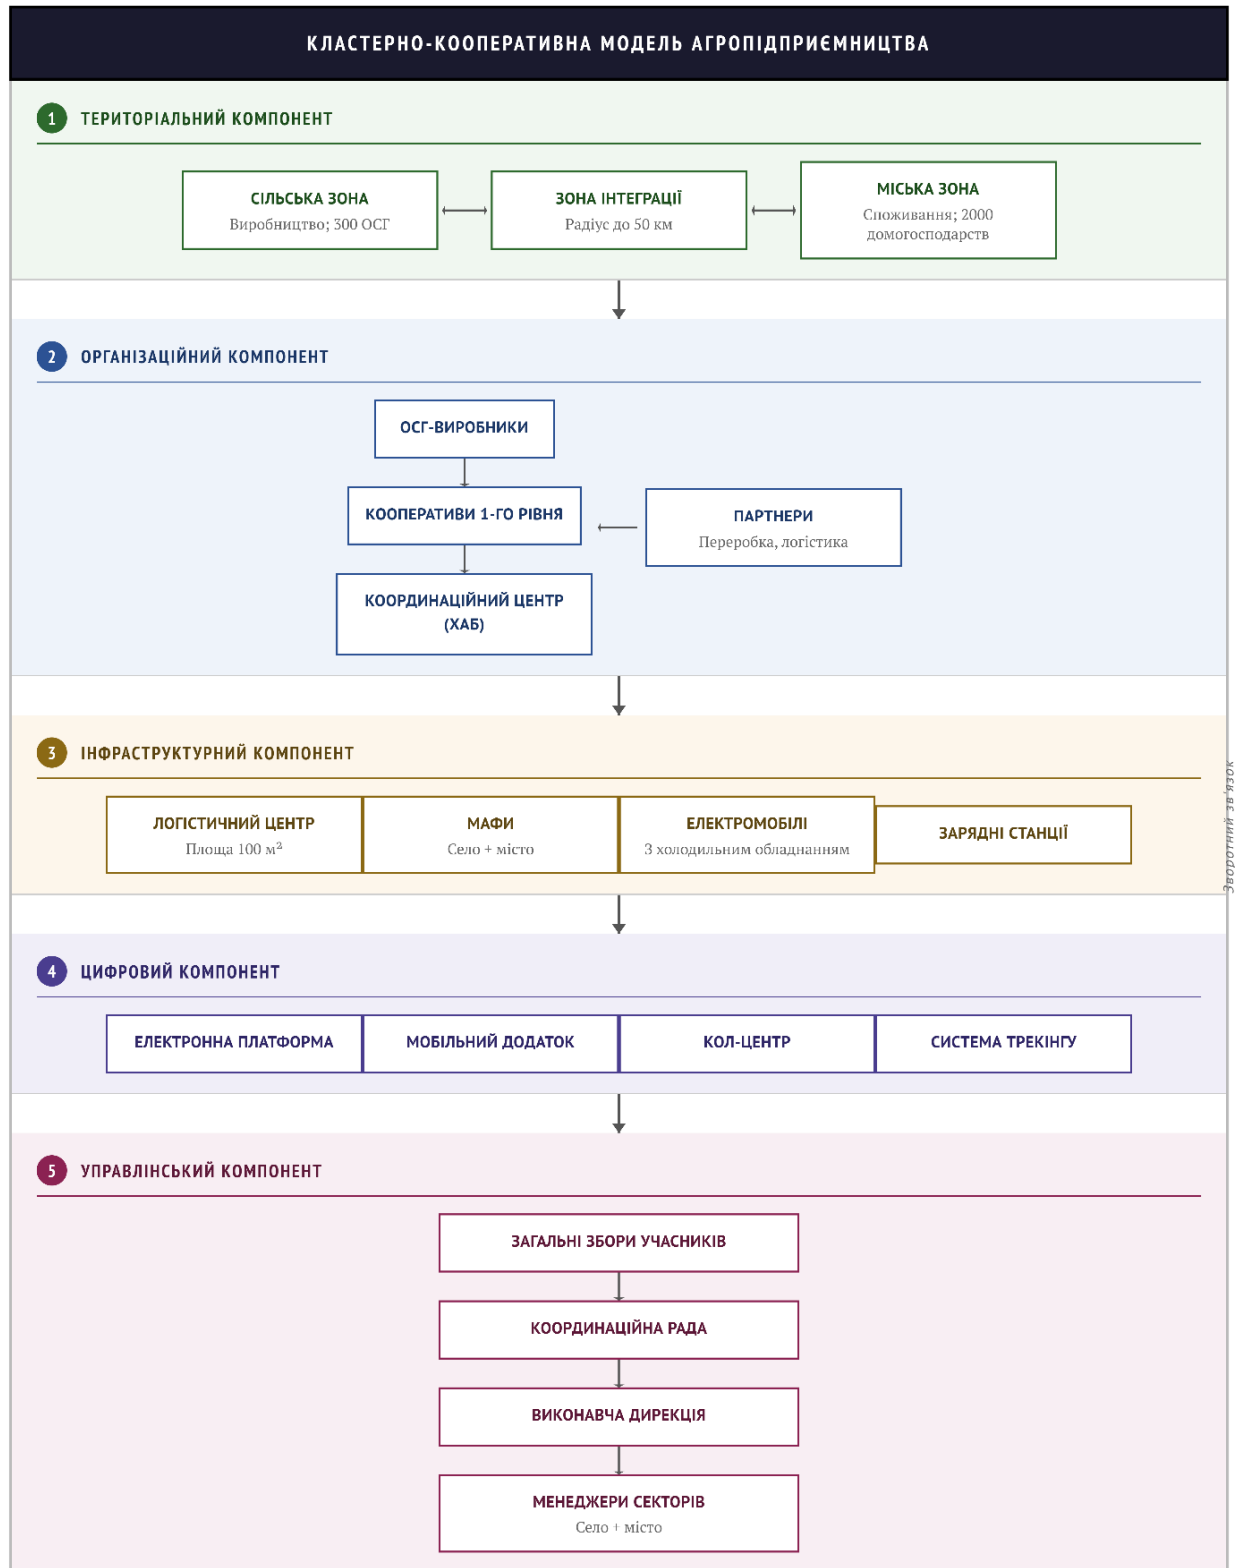 КЛАСТЕРНО-КООПЕРАТИВНА МОДЕЛЬ АГРОПІДПРИЄМНИЦТВА
1 ТЕРИТОРІАЛЬНИЙ КОМПОНЕНТ
СІЛЬСЬКА ЗОНА
Виробництво; 300 ОСГ
ЗОНА ІНТЕГРАЦІЇ
Радіус до 50 км
МІСЬКА ЗОНА
Споживання; 2000
домогосподарств
2 ОРГАНІЗАЦІЙНИЙ КОМПОНЕНТ
ОСГ-ВИРОБНИКИ
КООПЕРАТИВИ 1-ГО РІВНЯ
ПАРТНЕРИ
Переробка, логістика
КООРДИНАЦІЙНИЙ ЦЕНТР
(ХАБ)
3 ІНФРАСТРУКТУРНИЙ КОМПОНЕНТ
ЛОГІСТИЧНИЙ ЦЕНТР
Площа 100 м²
МАФИ
Село + місто
ЕЛЕКТРОМОБІЛІ
З холодильним обладнанням
ЗАРЯДНІ СТАНЦІЇ
Зворотний зв'язок
4 ЦИФРОВИЙ КОМПОНЕНТ
ЕЛЕКТРОННА ПЛАТФОРМА
МОБІЛЬНИЙ ДОДАТОК
КОЛ-ЦЕНТР
СИСТЕМА ТРЕКІНГУ
5 УПРАВЛІНСЬКИЙ КОМПОНЕНТ
ЗАГАЛЬНІ ЗБОРИ УЧАСНИКІВ
КООРДИНАЦІЙНА РАДА
ВИКОНАВЧА ДИРЕКЦІЯ
МЕНЕДЖЕРИ СЕКТОРІВ
Село + місто